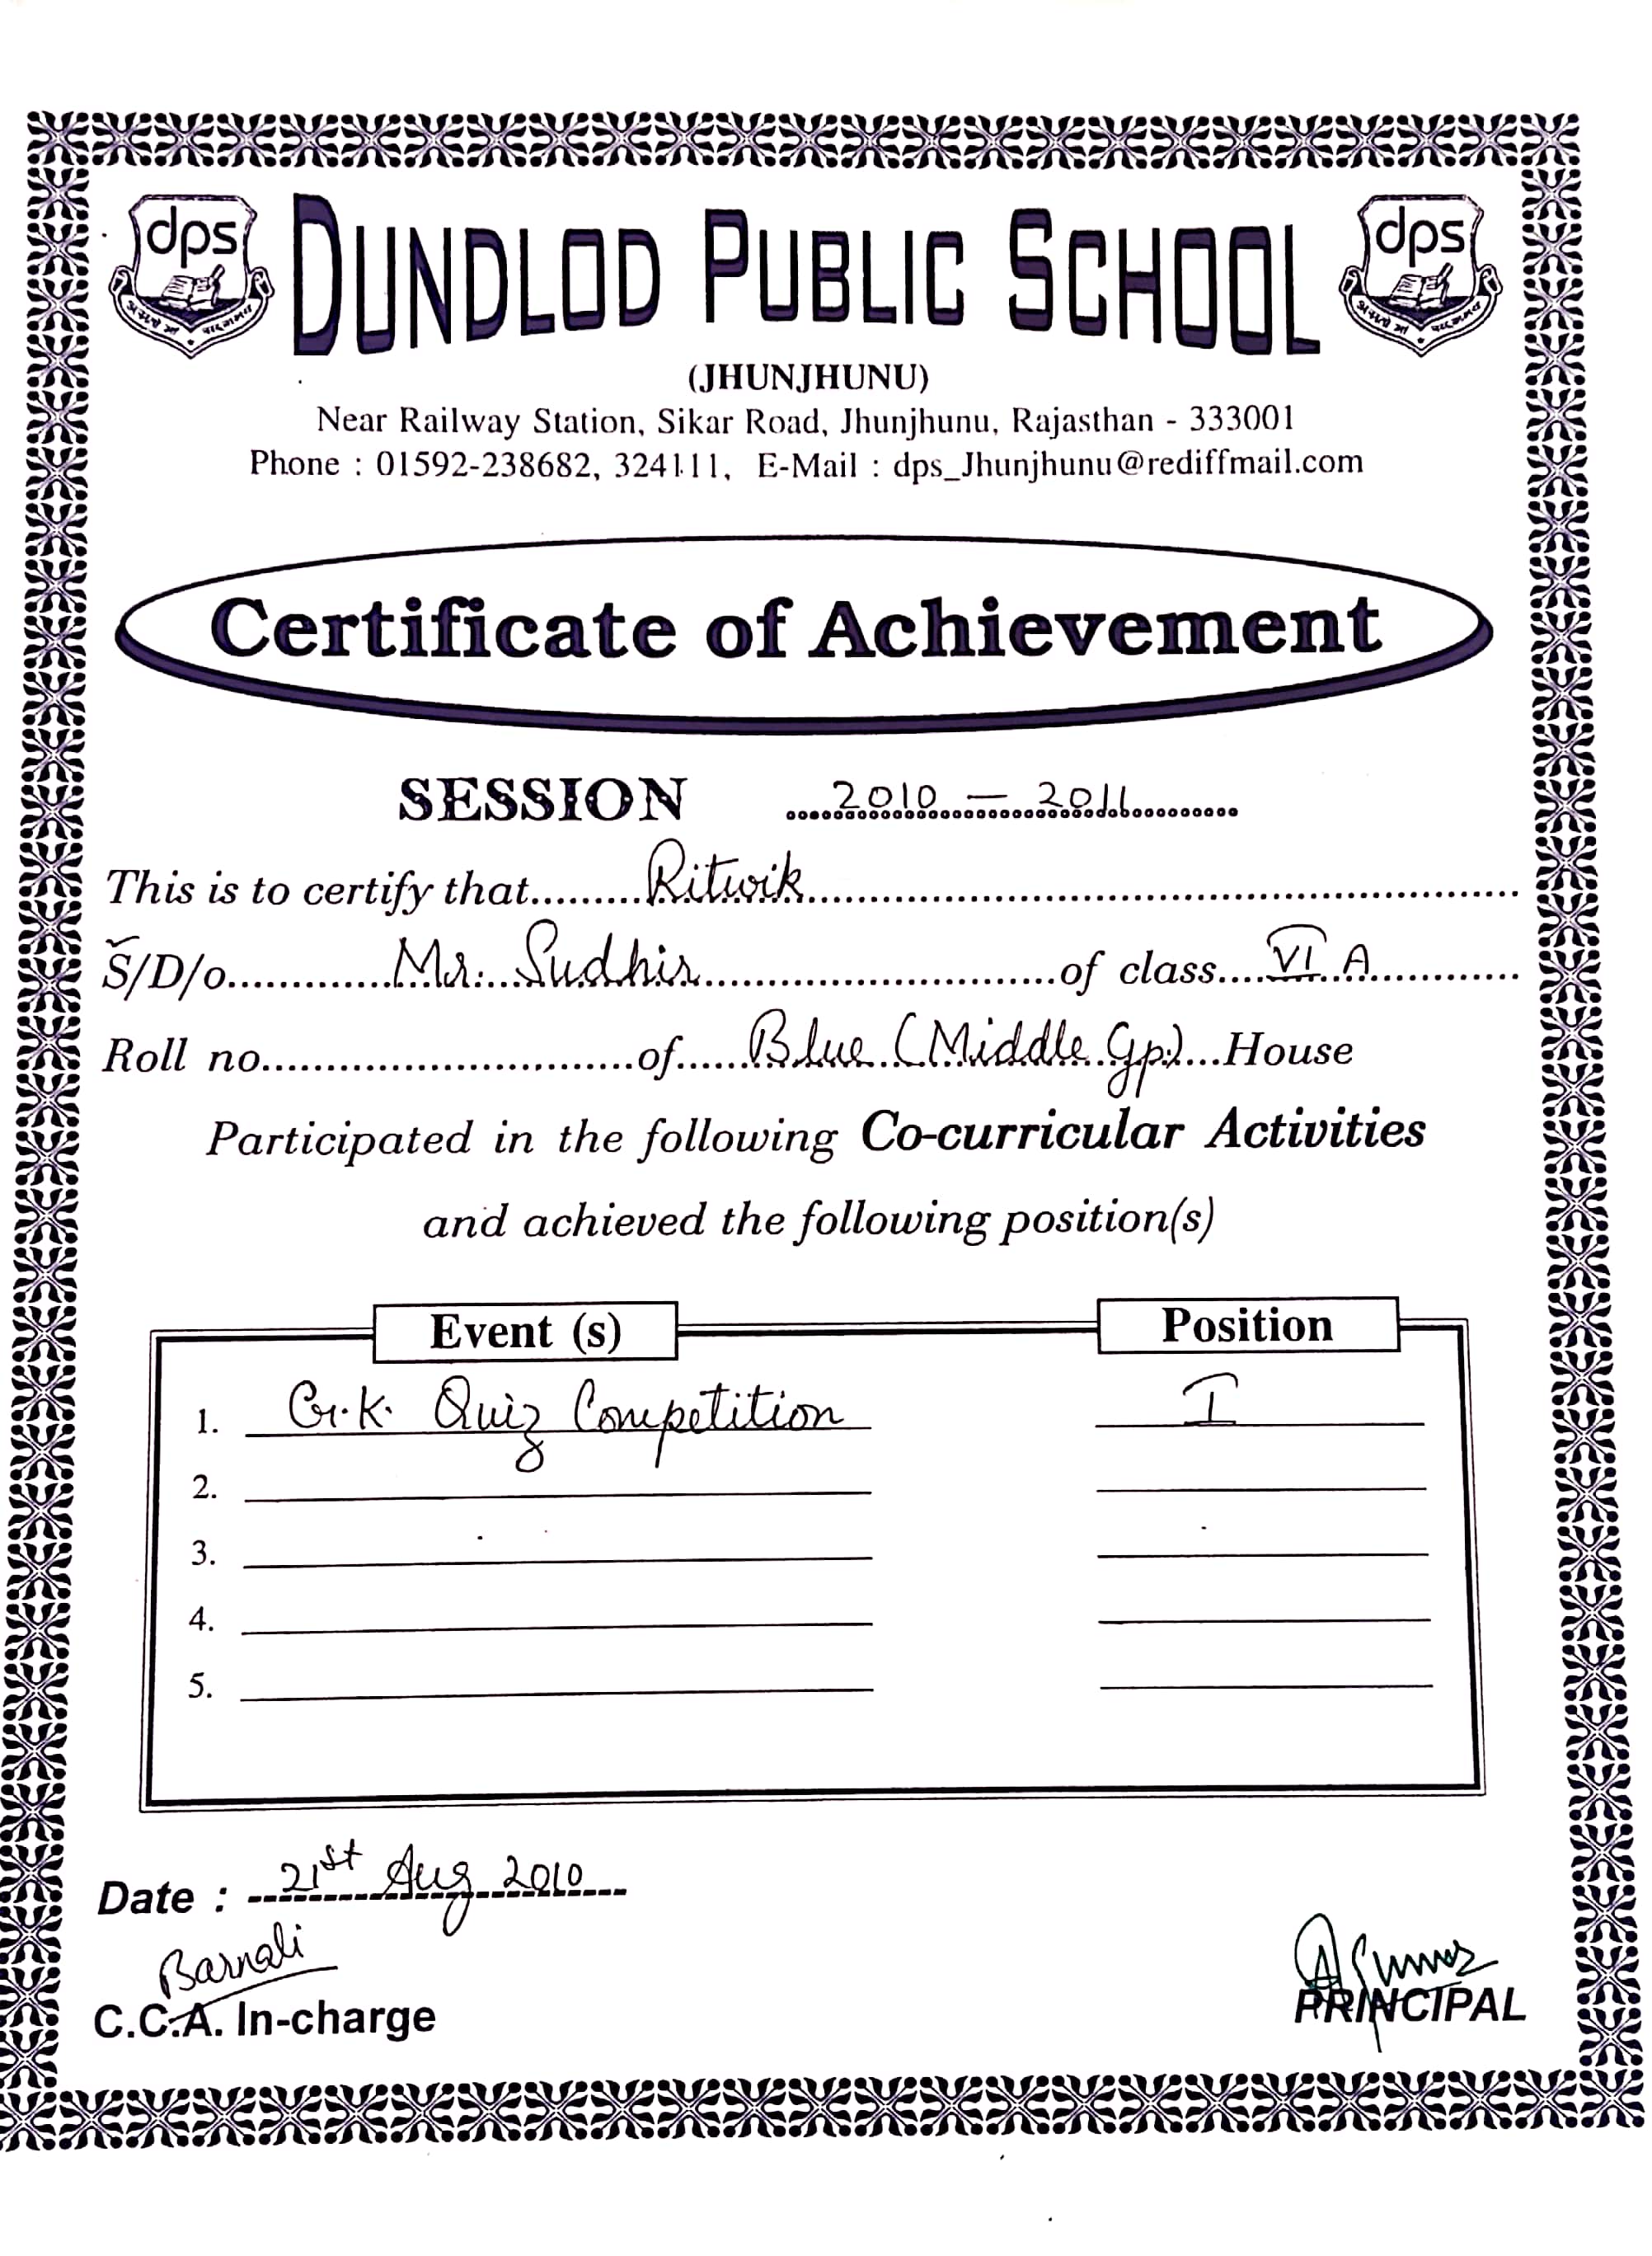 dps DUNDLOD PUBLIC SCHOOL dps
(JHUNJHUNU)
Near Railway Station, Sikar Road, Jhunjhunu, Rajasthan - 333001
Phone : 01592-238682, 324111, E-Mail : dps_Jhunjhunu@rediffmail.com
Certificate of Achievement
SESSION 2010 - 2011
This is to certify that Ritwik
S/D/o Mr. Sudhir of class VI A
Roll no of Blue (Middle Gp) House
Participated in the following Co-curricular Activities
and achieved the following position(s)
Event (s) Position
1. G.K. Quiz Competition I
2.
3.
4.
5.
Date : 21st Aug 2010
Barnali
C.C.A. In-charge PRINCIPAL